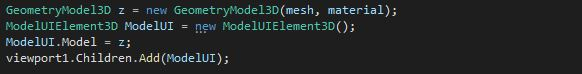 GeometryModel3D z = new GeometryModel3D(mesh, material);
ModelUIElement3D ModelUI = new ModelUIElement3D();
ModelUI.Model = z;
viewport1.Children.Add(ModelUI);